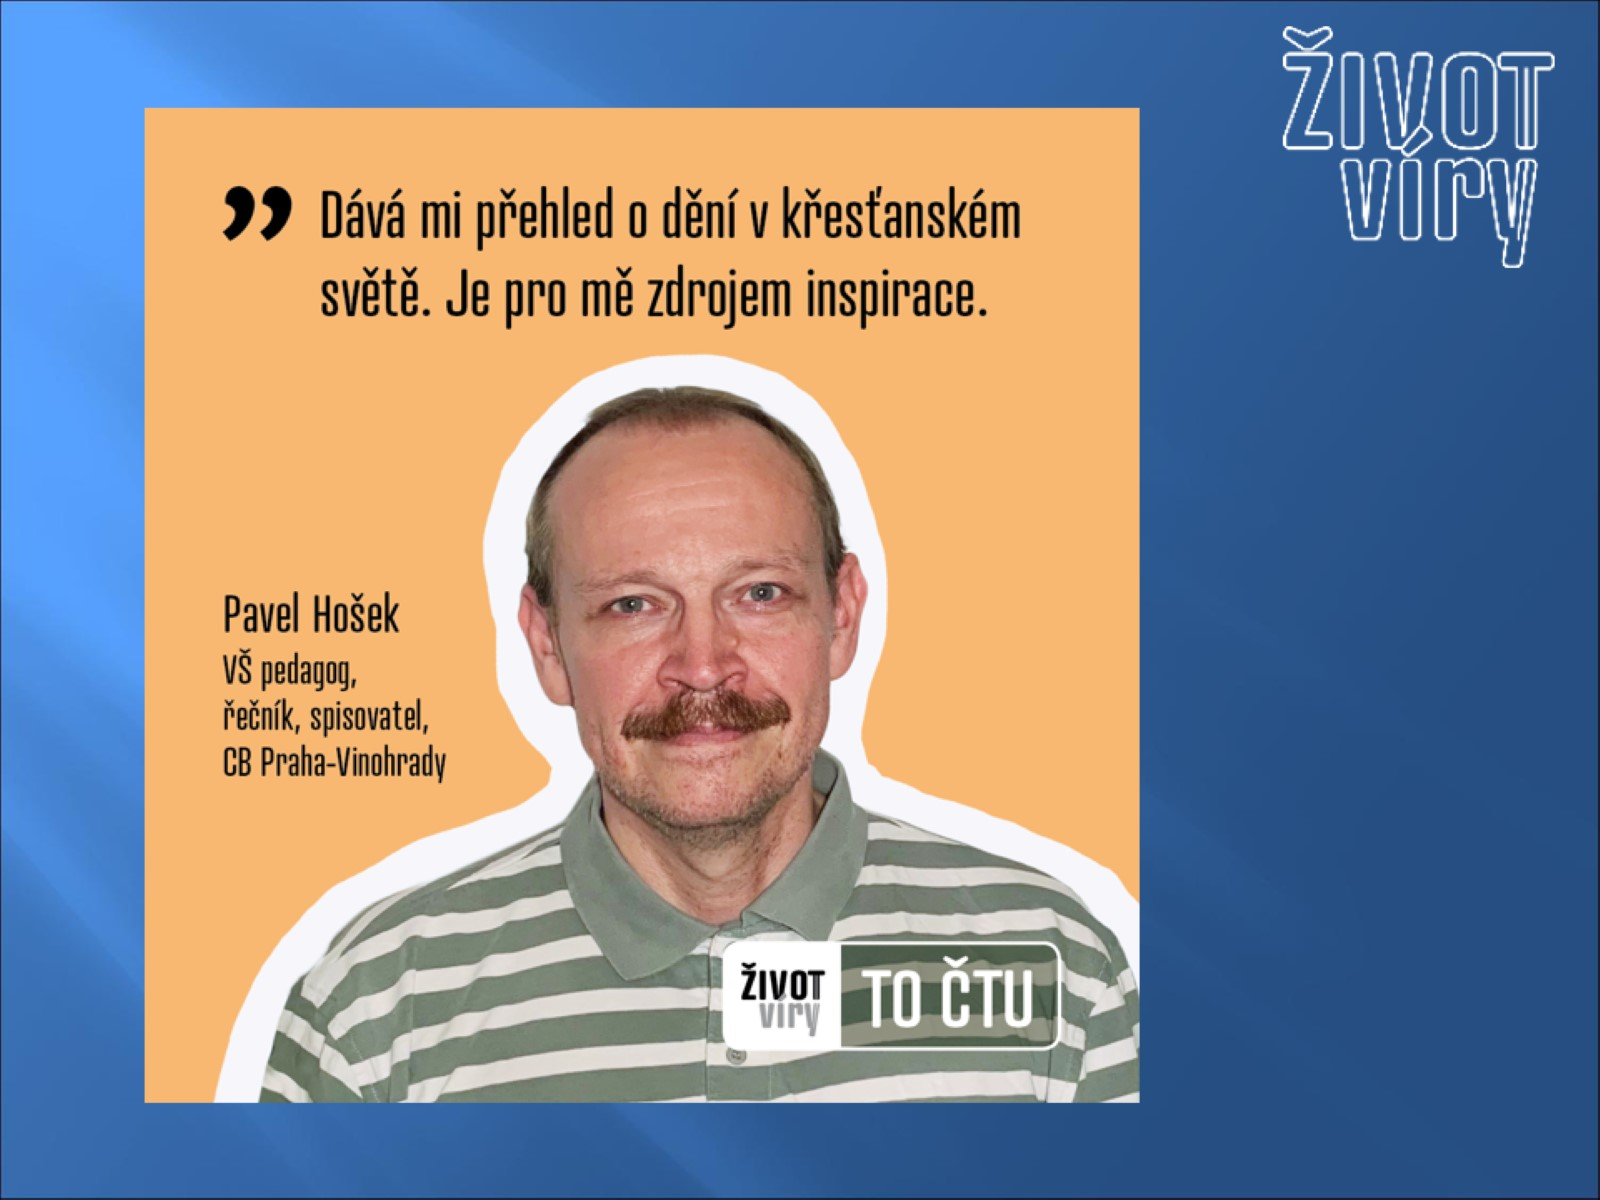 ŽIVOT
víry
” Dává mi přehled o dění v křesťanském
světě. Je pro mě zdrojem inspirace.
Pavel Hošek
VŠ pedagog,
řečník, spisovatel,
CB Praha-Vinohrady
ŽIVOT
víry
TO ČTU